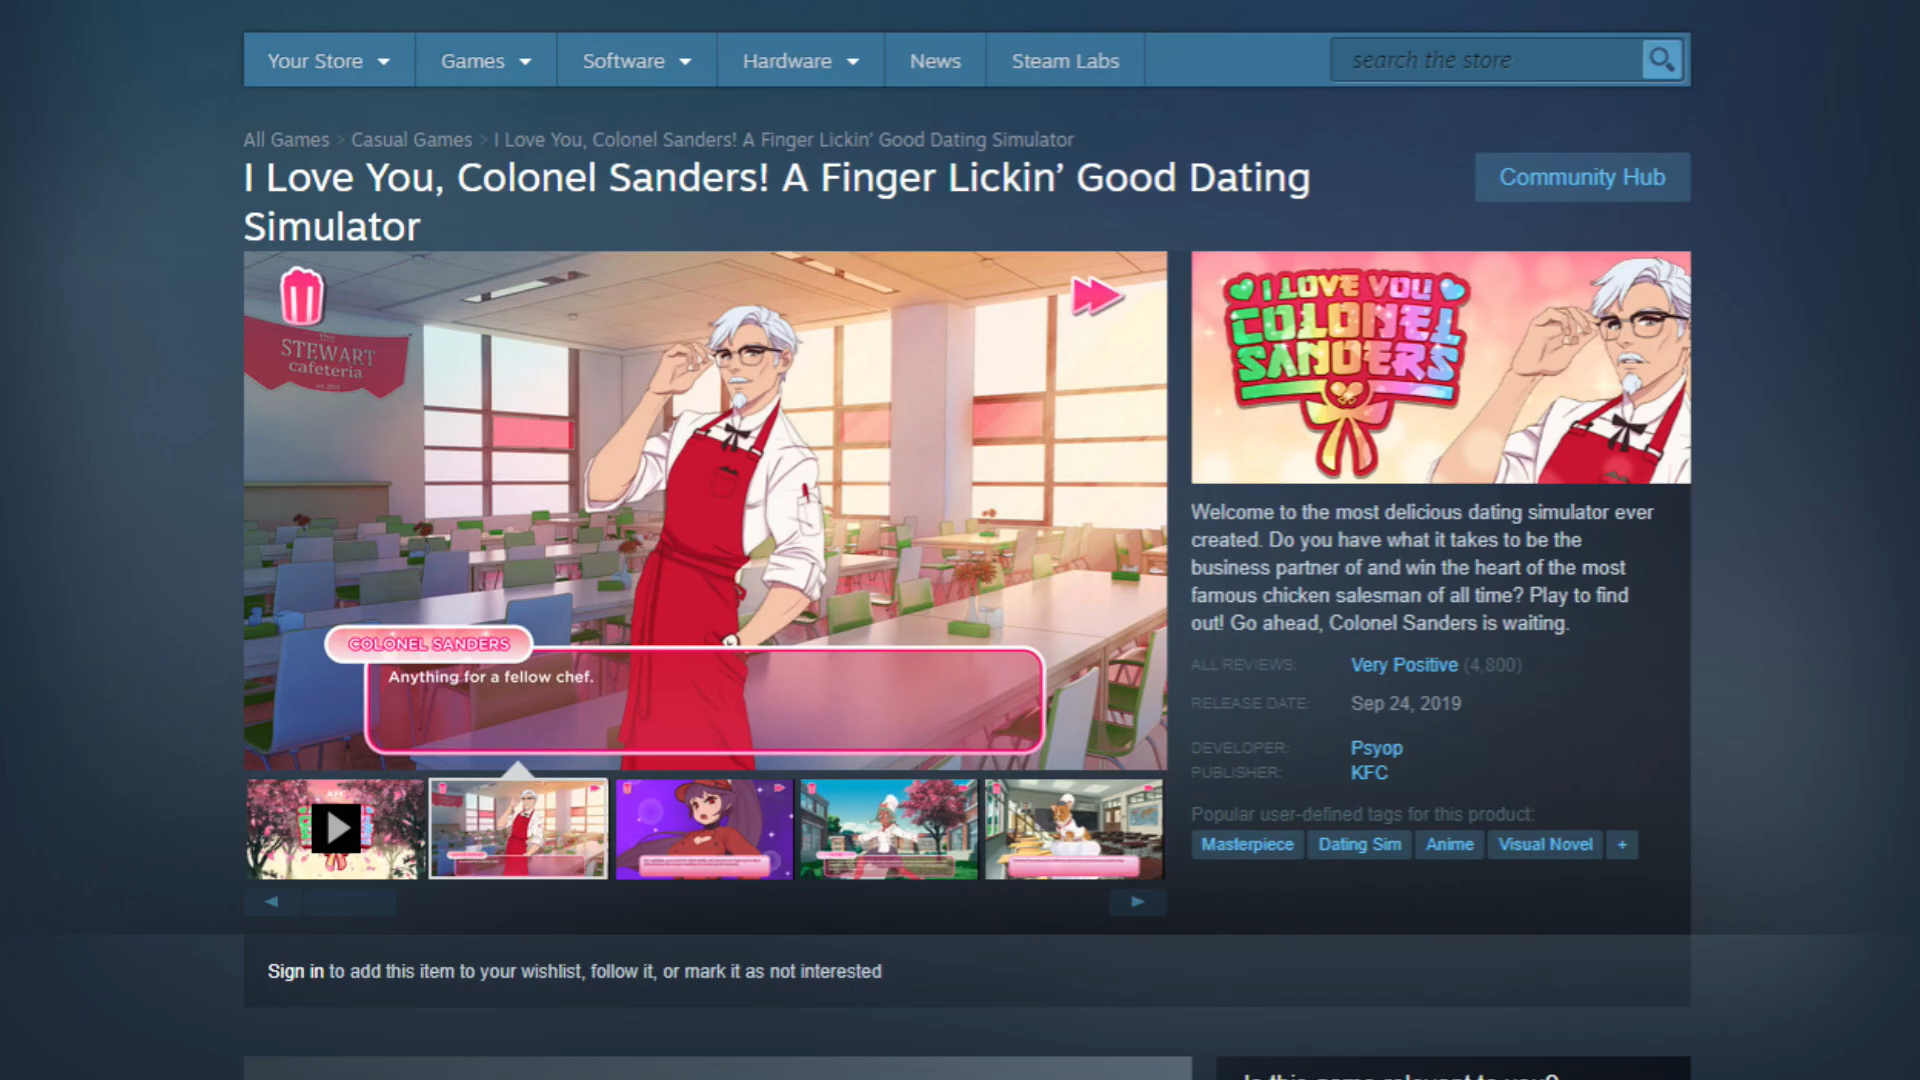 Your Store
Games
Software
Hardware
News
Steam Labs
search the store
All Games > Casual Games > I Love You, Colonel Sanders! A Finger Lickin' Good Dating Simulator
I Love You, Colonel Sanders! A Finger Lickin' Good Dating
Simulator
Community Hub
the
STEWART
cafeteria
COLONEL SANDERS
Anything for a fellow chef.
I LOVE YOU
COLONEL
SANDERS
Welcome to the most delicious dating simulator ever
created. Do you have what it takes to be the
business partner of and win the heart of the most
famous chicken salesman of all time? Play to find
out! Go ahead, Colonel Sanders is waiting.
ALL REVIEWS: Very Positive (4,800)
RELEASE DATE: Sep 24, 2019
DEVELOPER: Psyop
PUBLISHER: KFC
Popular user-defined tags for this product:
Masterpiece
Dating Sim
Anime
Visual Novel
+
Sign in to add this item to your wishlist, follow it, or mark it as not interested
Is this game relevant to you?